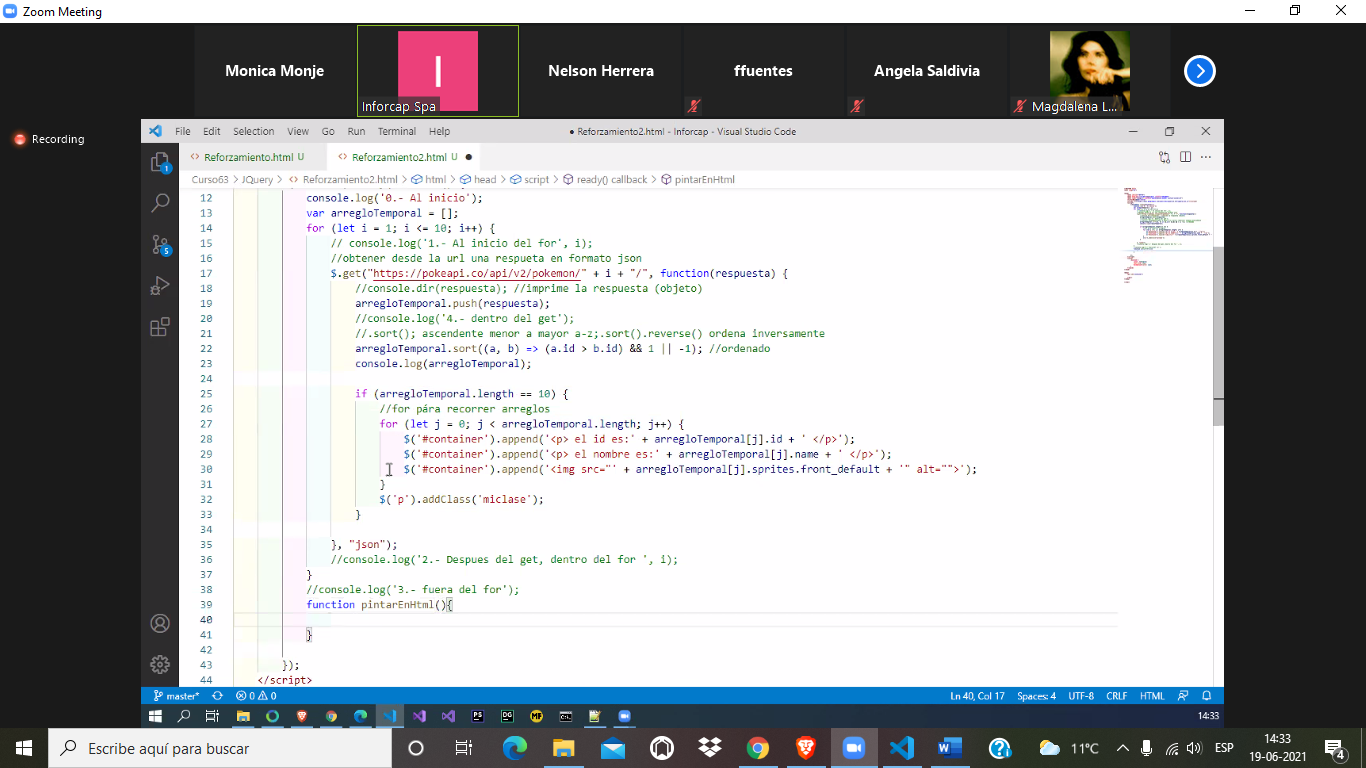 Zoom Meeting
Monica Monje
I
Inforcap Spa
Nelson Herrera
ffuentes
Angela Saldivia
Magdalena L...
Recording
File Edit Selection View Go Run Terminal Help
● Reforzamiento2.html - Inforcap - Visual Studio Code
<> Reforzamiento.html U
<> Reforzamiento2.html U ●
Curso63 > JQuery > <> Reforzamiento2.html > html > head > script > ready() callback > pintarEnHtml
12 console.log('0.- Al inicio');
13 var arregloTemporal = [];
14 for (let i = 1; i <= 10; i++) {
15 // console.log('1.- Al inicio del for', i);
16 //obtener desde la url una respueta en formato json
17 $.get("https://pokeapi.co/api/v2/pokemon/" + i + "/", function(respuesta) {
18 //console.dir(respuesta); //imprime la respuesta (objeto)
19 arregloTemporal.push(respuesta);
20 //console.log('4.- dentro del get');
21 //.sort(); ascendente menor a mayor a-z;.sort().reverse() ordena inversamente
22 arregloTemporal.sort((a, b) => (a.id > b.id) && 1 || -1); //ordenado
23 console.log(arregloTemporal);
24
25 if (arregloTemporal.length == 10) {
26 //for pára recorrer arreglos
27 for (let j = 0; j < arregloTemporal.length; j++) {
28 $('#container').append('<p> el id es:' + arregloTemporal[j].id + ' </p>');
29 $('#container').append('<p> el nombre es:' + arregloTemporal[j].name + ' </p>');
30 $('#container').append('<img src="' + arregloTemporal[j].sprites.front_default + '" alt="">');
31 }
32 $('p').addClass('miclase');
33 }
34
35 }, "json");
36 //console.log('2.- Despues del get, dentro del for ', i);
37 }
38 //console.log('3.- fuera del for');
39 function pintarEnHtml(){
40
41 }
42
43 });
44 </script>
1
5
master* 0 0 Ln 40, Col 17 Spaces: 4 UTF-8 CRLF HTML
14:33
Escribe aquí para buscar
11°C
ESP
14:33
19-06-2021
4